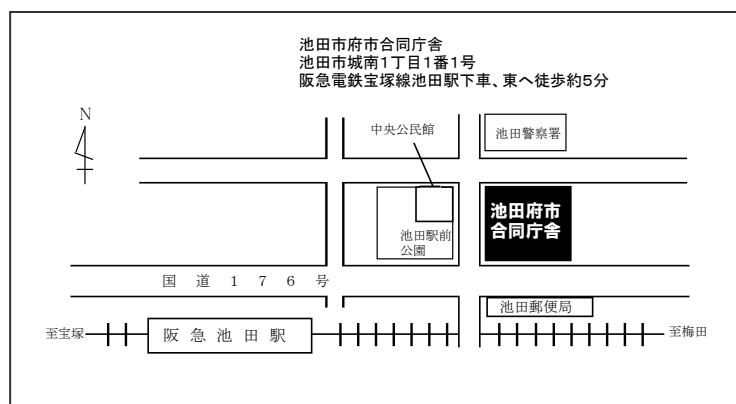 池田市府市合同庁舎
池田市城南1丁目1番1号
阪急電鉄宝塚線池田駅下車、東へ徒歩約5分
N
中央公民館
池田警察署
池田府市
合同庁舎
池田駅前
公園
国道176号
池田郵便局
至宝塚
阪急池田駅
至梅田